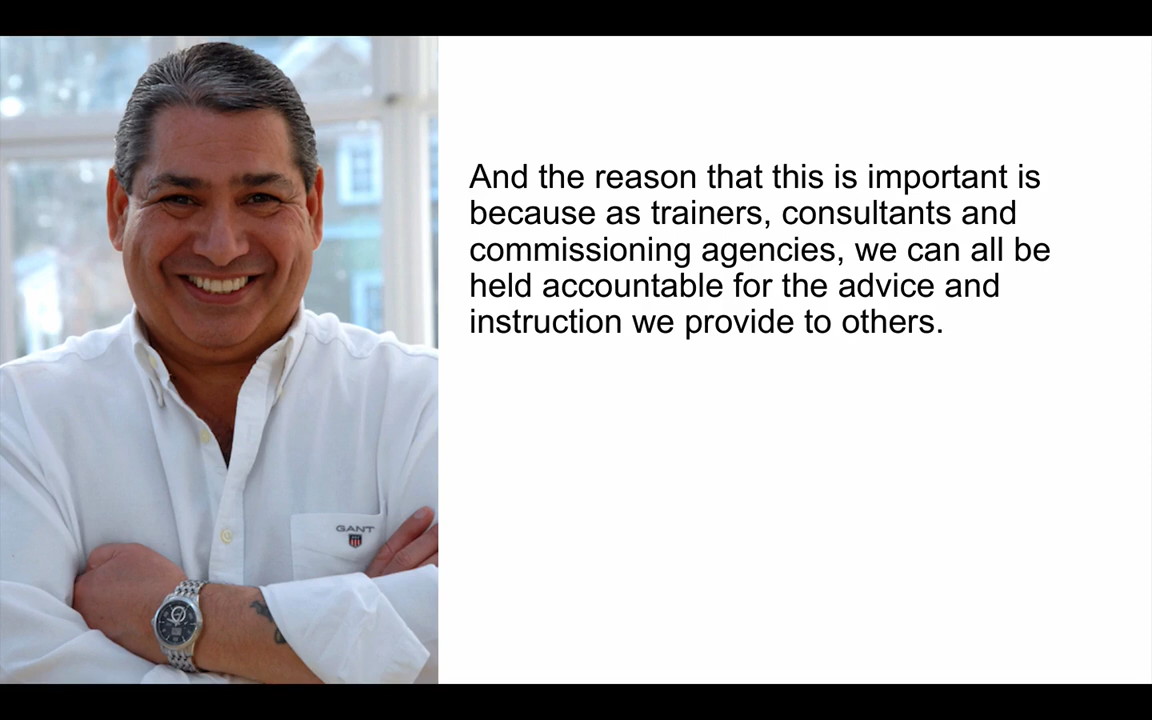 And the reason that this is important is
because as trainers, consultants and
commissioning agencies, we can all be
held accountable for the advice and
instruction we provide to others.
GANT